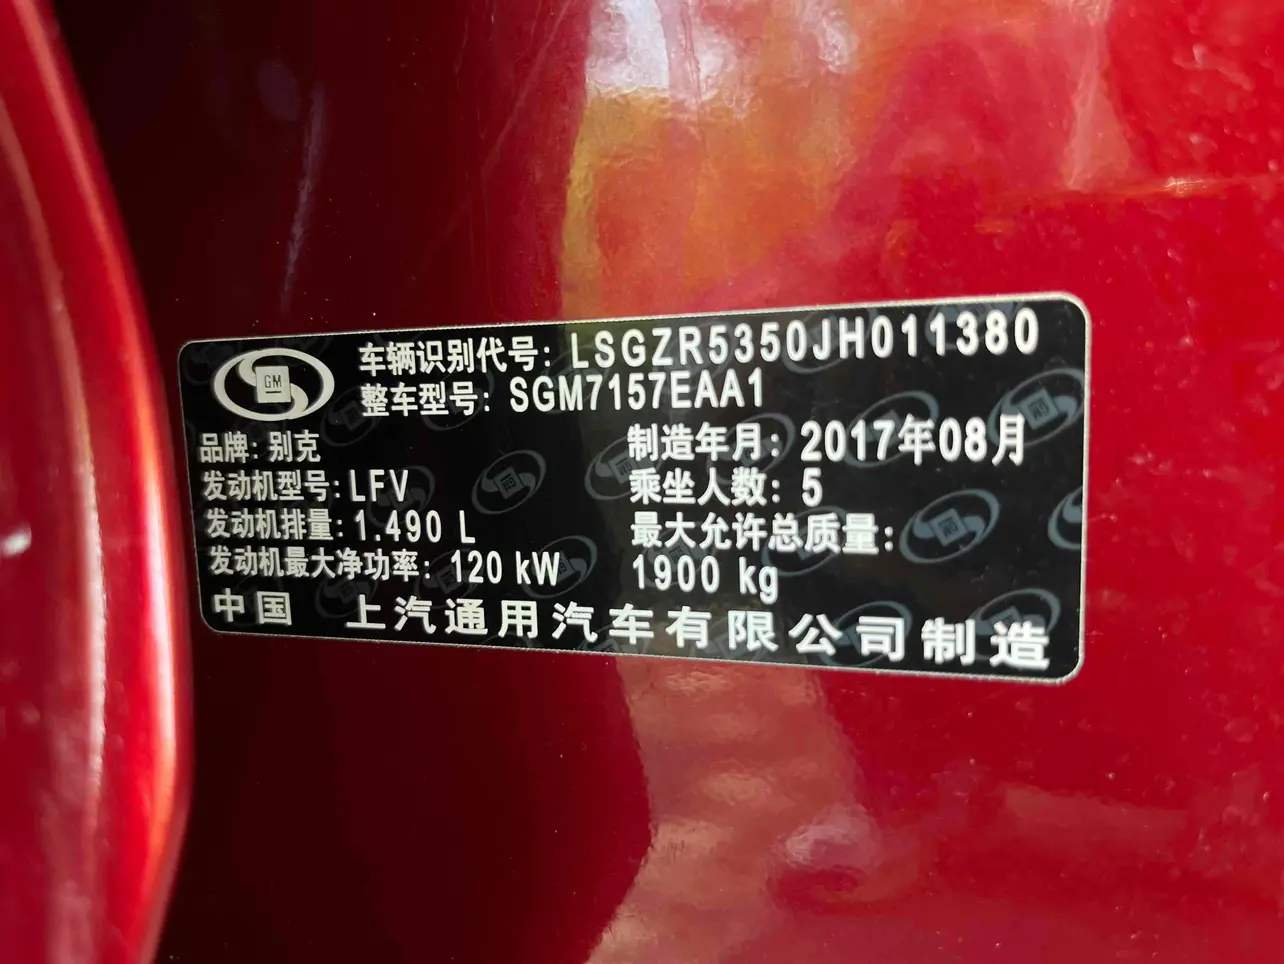 GM
车辆识别代号: LSGZR5350JH011380
整车型号: SGM7157EAA1
品牌: 别克
制造年月: 2017年08月
发动机型号: LFV
乘坐人数: 5
发动机排量: 1.490 L
最大允许总质量:
发动机最大净功率: 120 kW
1900 kg
中国 上汽通用汽车有限公司制造